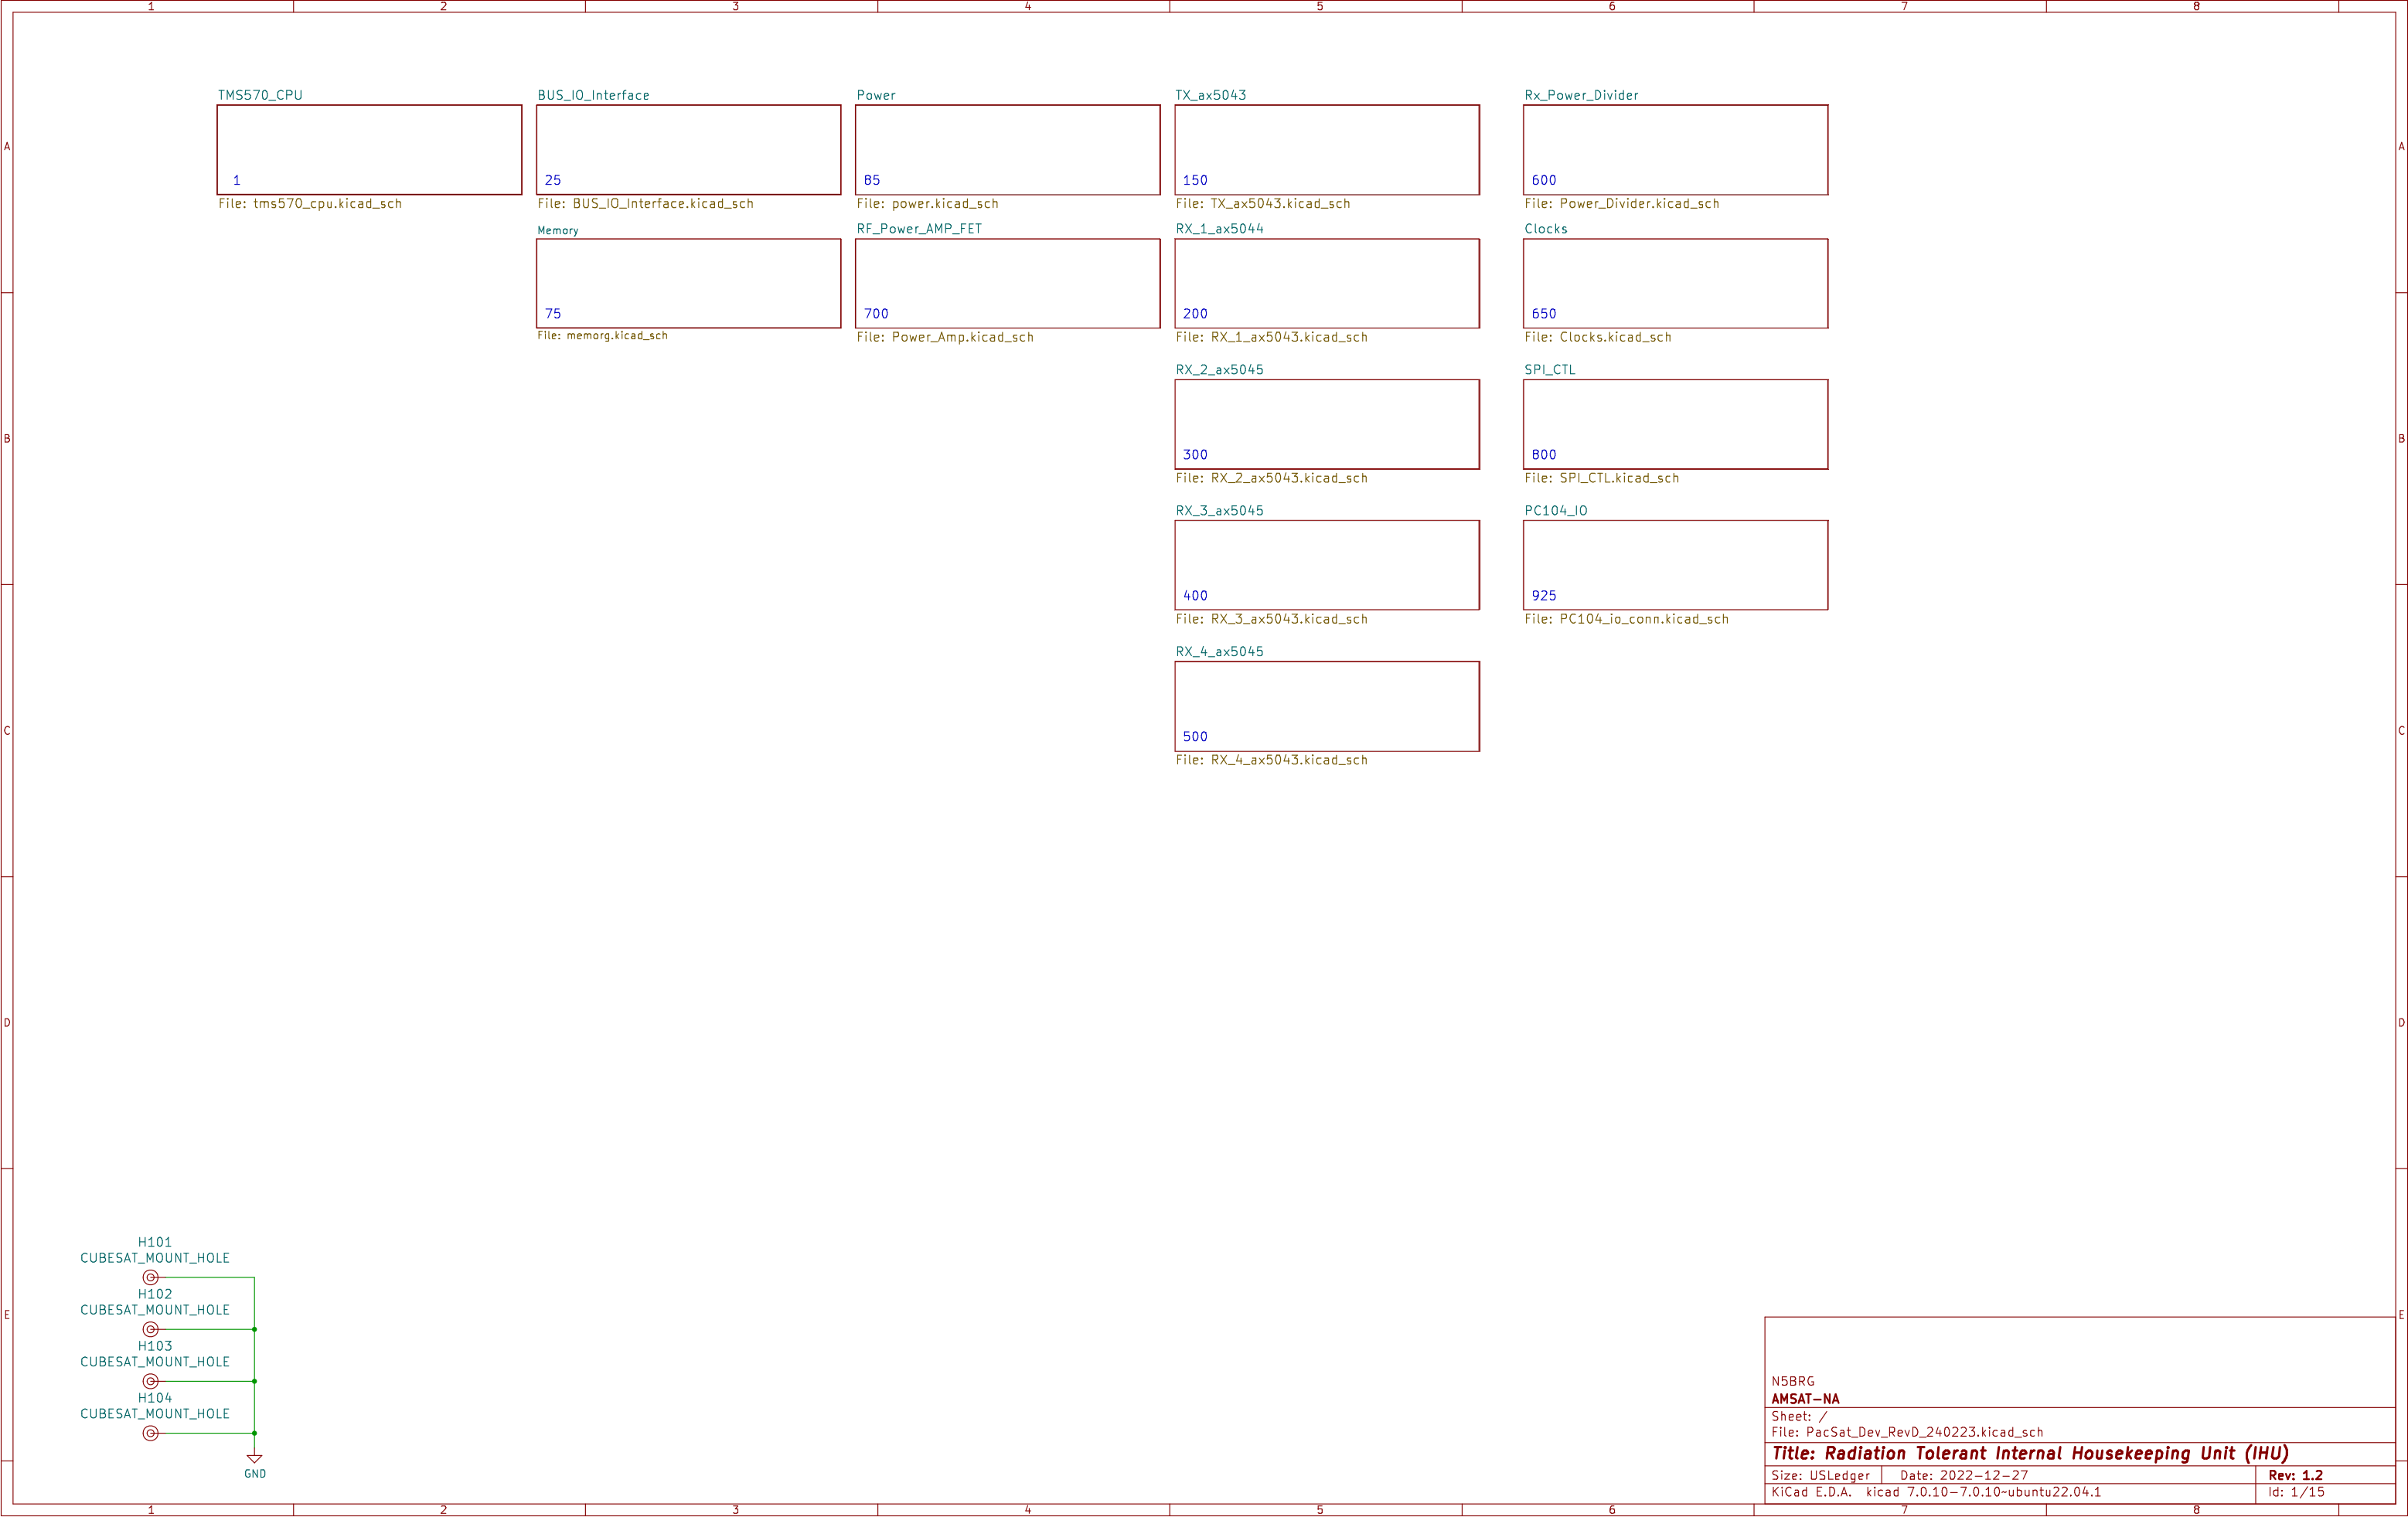 1 2 3 4 5 6 7 8
TMS570_CPU
1
File: tms570_cpu.kicad_sch
BUS_IO_Interface
25
File: BUS_IO_Interface.kicad_sch
Power
85
File: power.kicad_sch
TX_ax5043
150
File: TX_ax5043.kicad_sch
Rx_Power_Divider
600
File: Power_Divider.kicad_sch
A A
Memory
75
File: memorg.kicad_sch
RF_Power_AMP_FET
700
File: Power_Amp.kicad_sch
RX_1_ax5044
200
File: RX_1_ax5043.kicad_sch
Clocks
650
File: Clocks.kicad_sch
RX_2_ax5045
300
File: RX_2_ax5043.kicad_sch
SPI_CTL
800
File: SPI_CTL.kicad_sch
B B
RX_3_ax5045
400
File: RX_3_ax5043.kicad_sch
PC104_IO
925
File: PC104_io_conn.kicad_sch
RX_4_ax5045
500
File: RX_4_ax5043.kicad_sch
C C
D D
H101
CUBESAT_MOUNT_HOLE
H102
CUBESAT_MOUNT_HOLE
H103
CUBESAT_MOUNT_HOLE
H104
CUBESAT_MOUNT_HOLE
GND
E E
N5BRG
AMSAT-NA
Sheet: /
File: PacSat_Dev_RevD_240223.kicad_sch
Title: Radiation Tolerant Internal Housekeeping Unit (IHU)
Size: USLedger Date: 2022-12-27 Rev: 1.2
KiCad E.D.A. kicad 7.0.10-7.0.10~ubuntu22.04.1 Id: 1/15
1 2 3 4 5 6 7 8